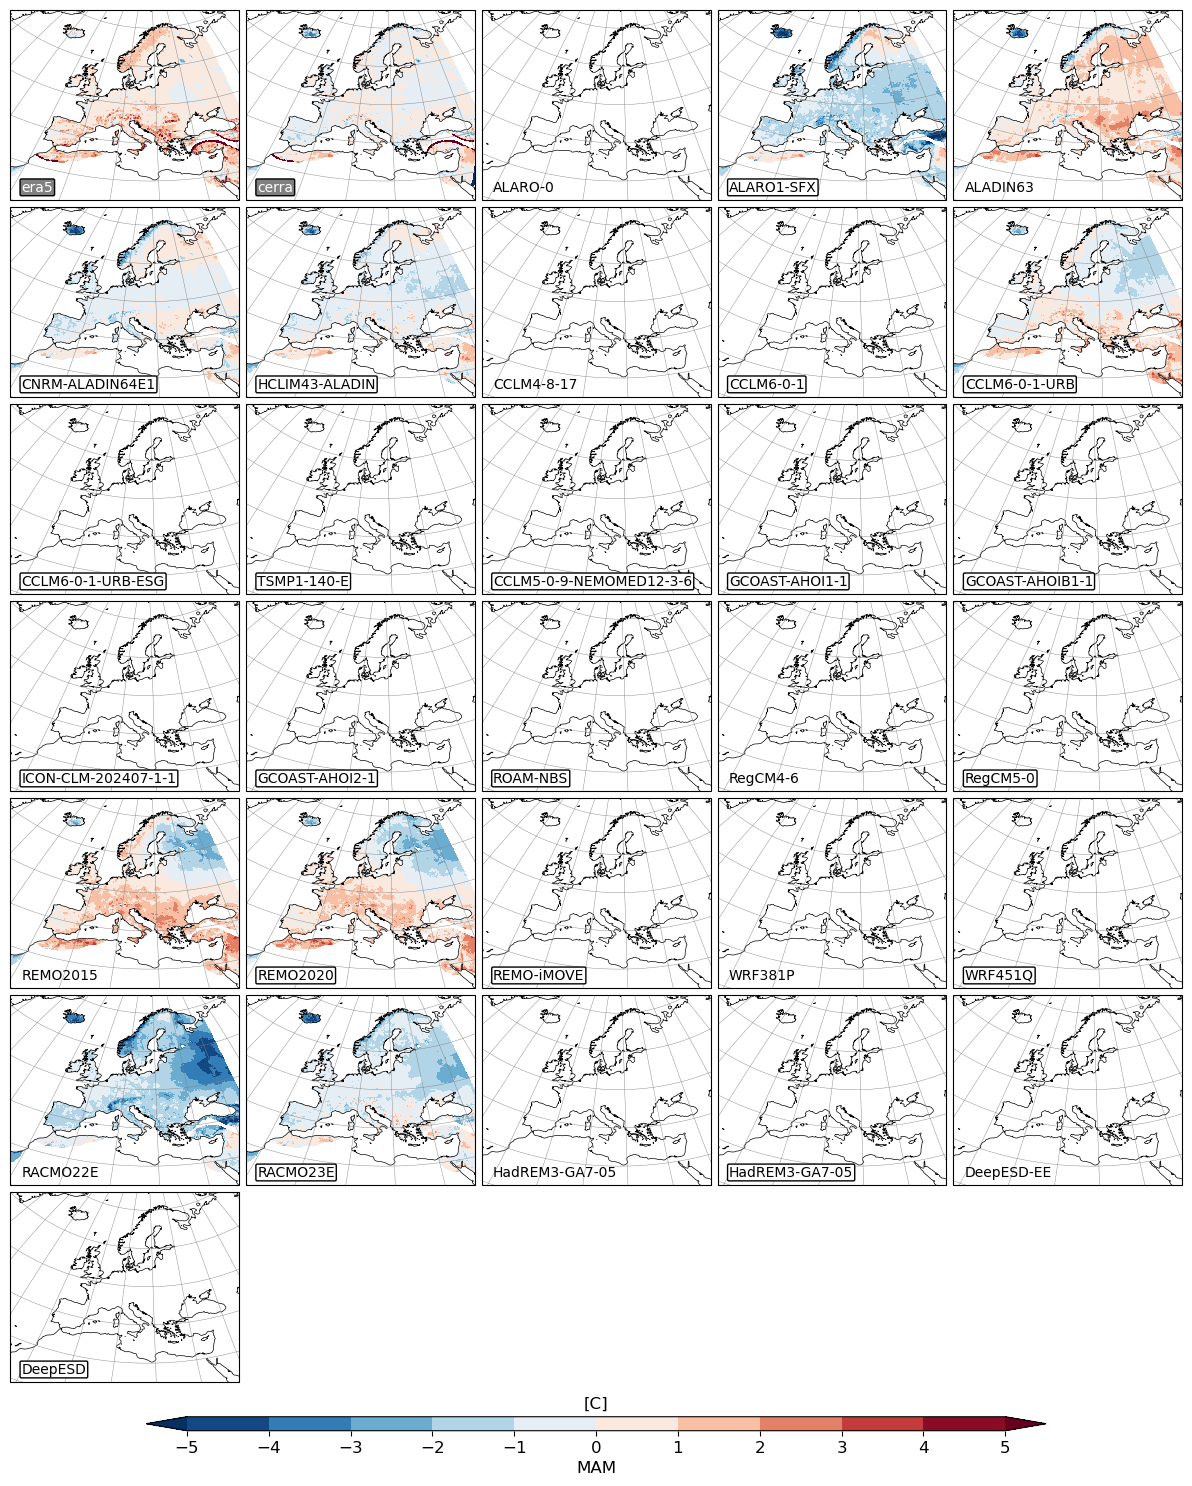 era5
cerra
ALARO-0
ALARO1-SFX
ALADIN63
CNRM-ALADIN64E1
HCLIM43-ALADIN
CCLM4-8-17
CCLM6-0-1
CCLM6-0-1-URB
CCLM6-0-1-URB-ESG
TSMP1-140-E
CCLM5-0-9-NEMOMED12-3-6
GCOAST-AHOI1-1
GCOAST-AHOIB1-1
ICON-CLM-202407-1-1
GCOAST-AHOI2-1
ROAM-NBS
RegCM4-6
RegCM5-0
REMO2015
REMO2020
REMO-iMOVE
WRF381P
WRF451Q
RACMO22E
RACMO23E
HadREM3-GA7-05
HadREM3-GA7-05
DeepESD-EE
DeepESD
[C]
−5 −4 −3 −2 −1 0 1 2 3 4 5
MAM